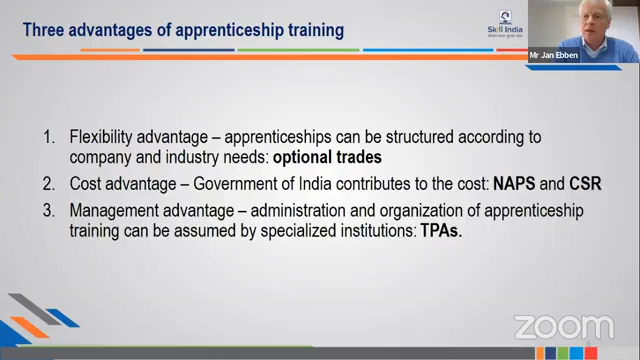 Three advantages of apprenticeship training
Skill India
Mr Jan Ebben
1. Flexibility advantage – apprenticeships can be structured according to
company and industry needs: optional trades
2. Cost advantage – Government of India contributes to the cost: NAPS and CSR
3. Management advantage – administration and organization of apprenticeship
training can be assumed by specialized institutions: TPAs.
zoom